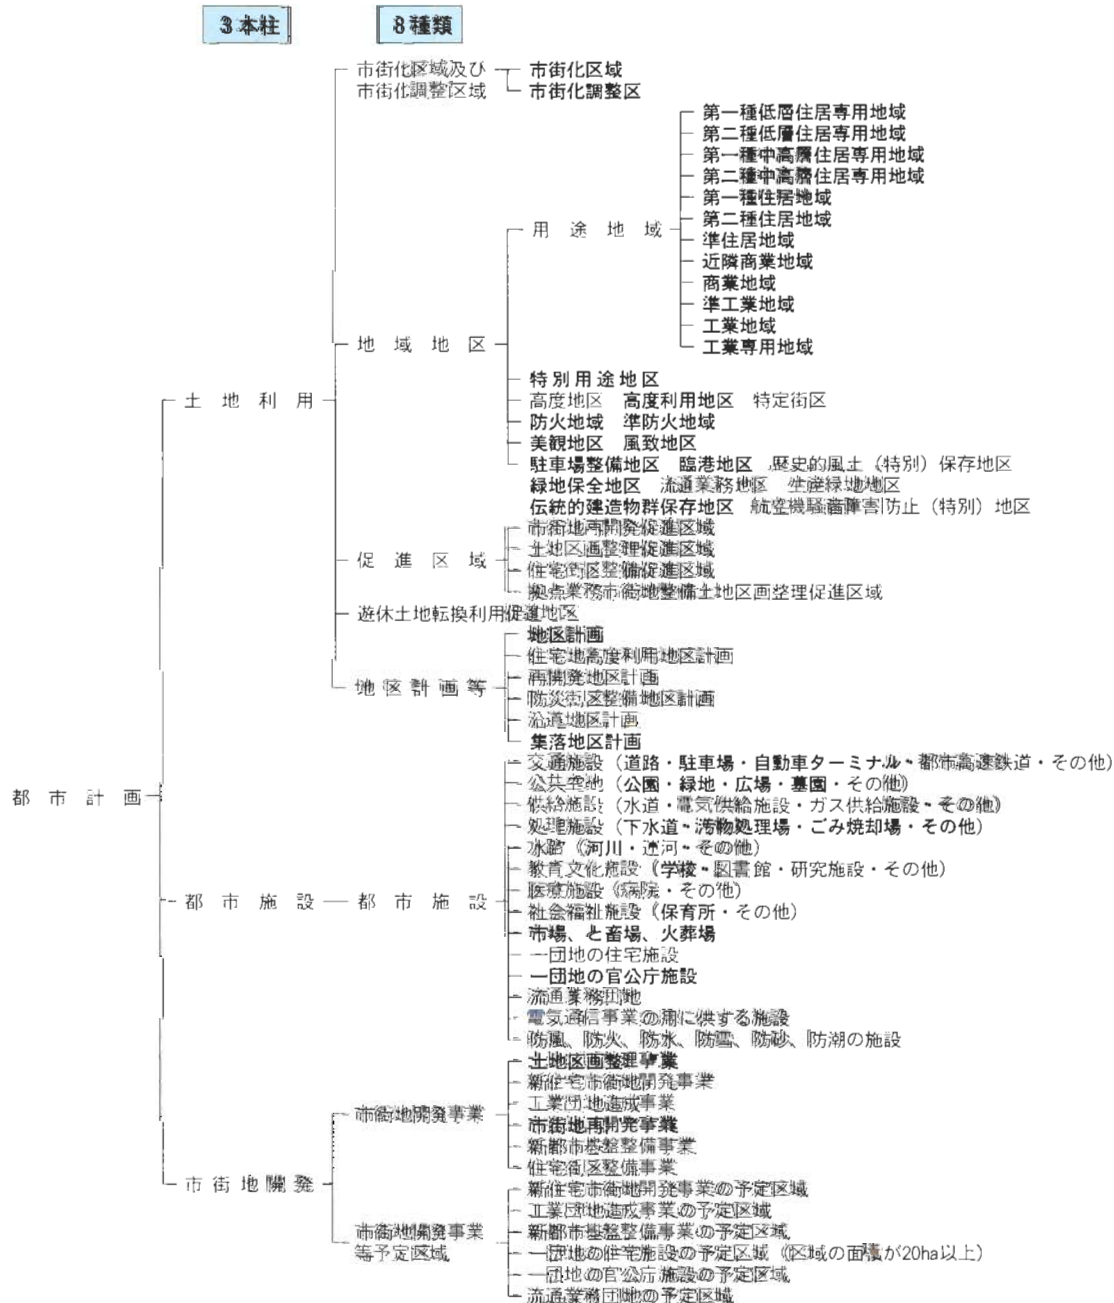 3本柱 8種類
市街化区域及び 市街化区域
市街化調整区域 市街化調整区
第一種低層住居専用地域
第二種低層住居専用地域
第一種中高層住居専用地域
第二種中高層住居専用地域
第一種住居地域
第二種住居地域
用途地域
準住居地域
近隣商業地域
商業地域
準工業地域
工業地域
地域地区
工業専用地域
特別用途地区
土地利用 高度地区 高度利用地区 特定街区
防火地域 準防火地域
美観地区 風致地区
駐車場整備地区 臨港地区 歴史的風土(特別)保存地区
緑地保全地区 流通業務地区 生産緑地地区
伝統的建造物群保存地区 航空機騒音障害防止(特別)地区
市街地再開発促進区域
土地区画整理促進区域
促進区域
住宅街区整備促進区域
拠点業務市街地整備土地区画整理促進区域
遊休土地転換利用促進地区
地区計画
住宅地高度利用地区計画
再開発地区計画
地区計画等
防災街区整備地区計画
沿道地区計画
集落地区計画
交通施設(道路・駐車場・自動車ターミナル・都市高速鉄道・その他)
公共空地(公園・緑地・広場・墓園・その他)
都市計画
供給施設(水道・電気供給施設・ガス供給施設・その他)
処理施設(下水道・汚物処理場・ごみ焼却場・その他)
水路(河川・運河・その他)
教育文化施設(学校・図書館・研究施設・その他)
医療施設(病院・その他)
都市施設 都市施設
社会福祉施設(保育所・その他)
市場、と畜場、火葬場
一団地の住宅施設
一団地の官公庁施設
流通業務団地
電気通信事業の用に供する施設
防風、防火、防水、防雪、防砂、防潮の施設
土地区画整理事業
新住宅市街地開発事業
工業団地造成事業
市街地開発事業
市街地再開発事業
新都市基盤整備事業
住宅街区整備事業
市街地開発
新住宅市街地開発事業の予定区域
工業団地造成事業の予定区域
市街地開発事業 新都市基盤整備事業の予定区域
等予定区域 一団地の住宅施設の予定区域(区域の面積が20ha以上)
一団地の官公庁施設の予定区域
流通業務団地の予定区域